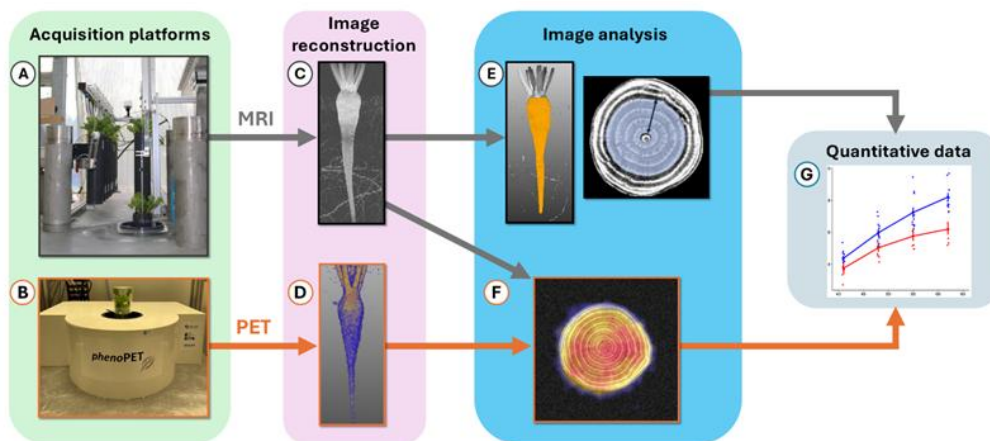 Acquisition platforms
Image
reconstruction
Image analysis
A
MRI
C
E
Quantitative data
G
B
phenoPET
PET
D
F